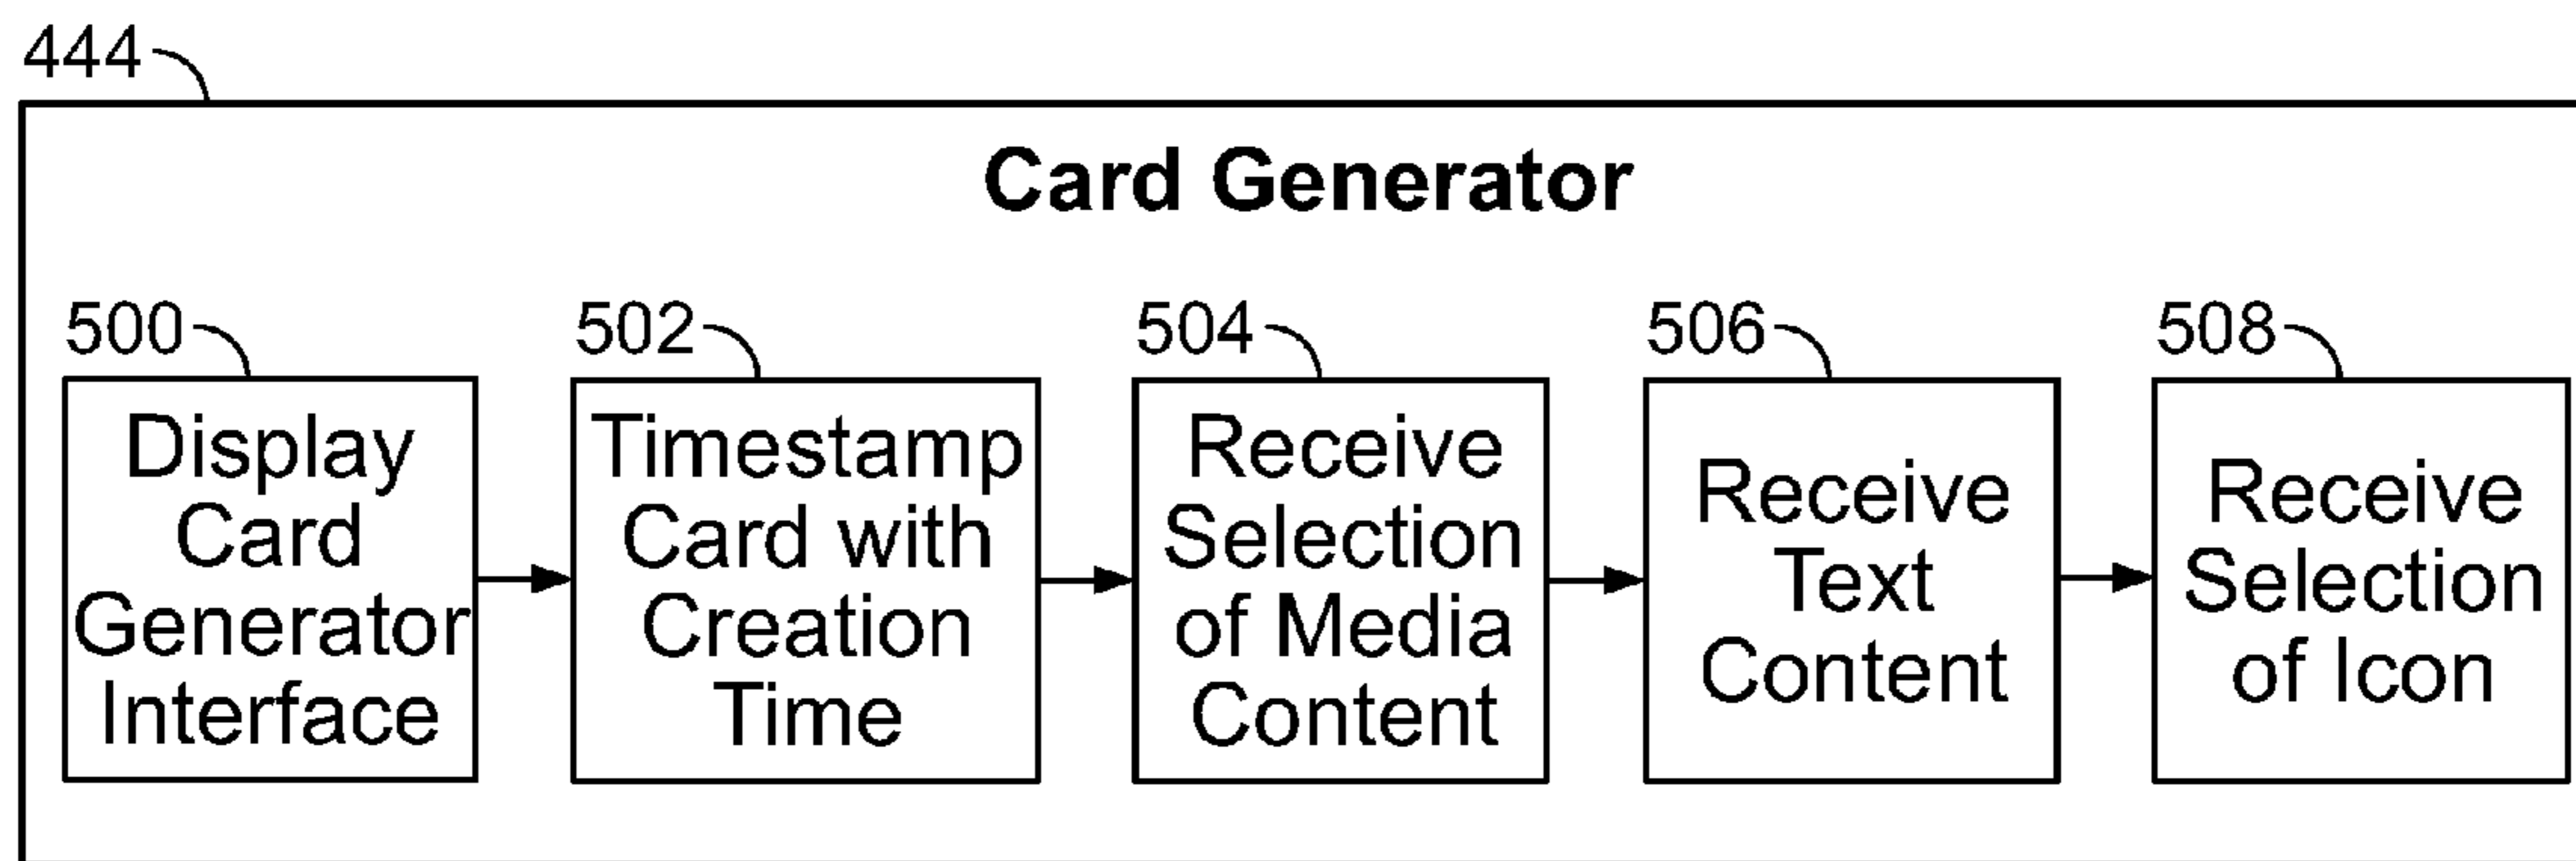 444
Card Generator
500
Display
Card
Generator
Interface
502
Timestamp
Card with
Creation
Time
504
Receive
Selection
of Media
Content
506
Receive
Text
Content
508
Receive
Selection
of Icon